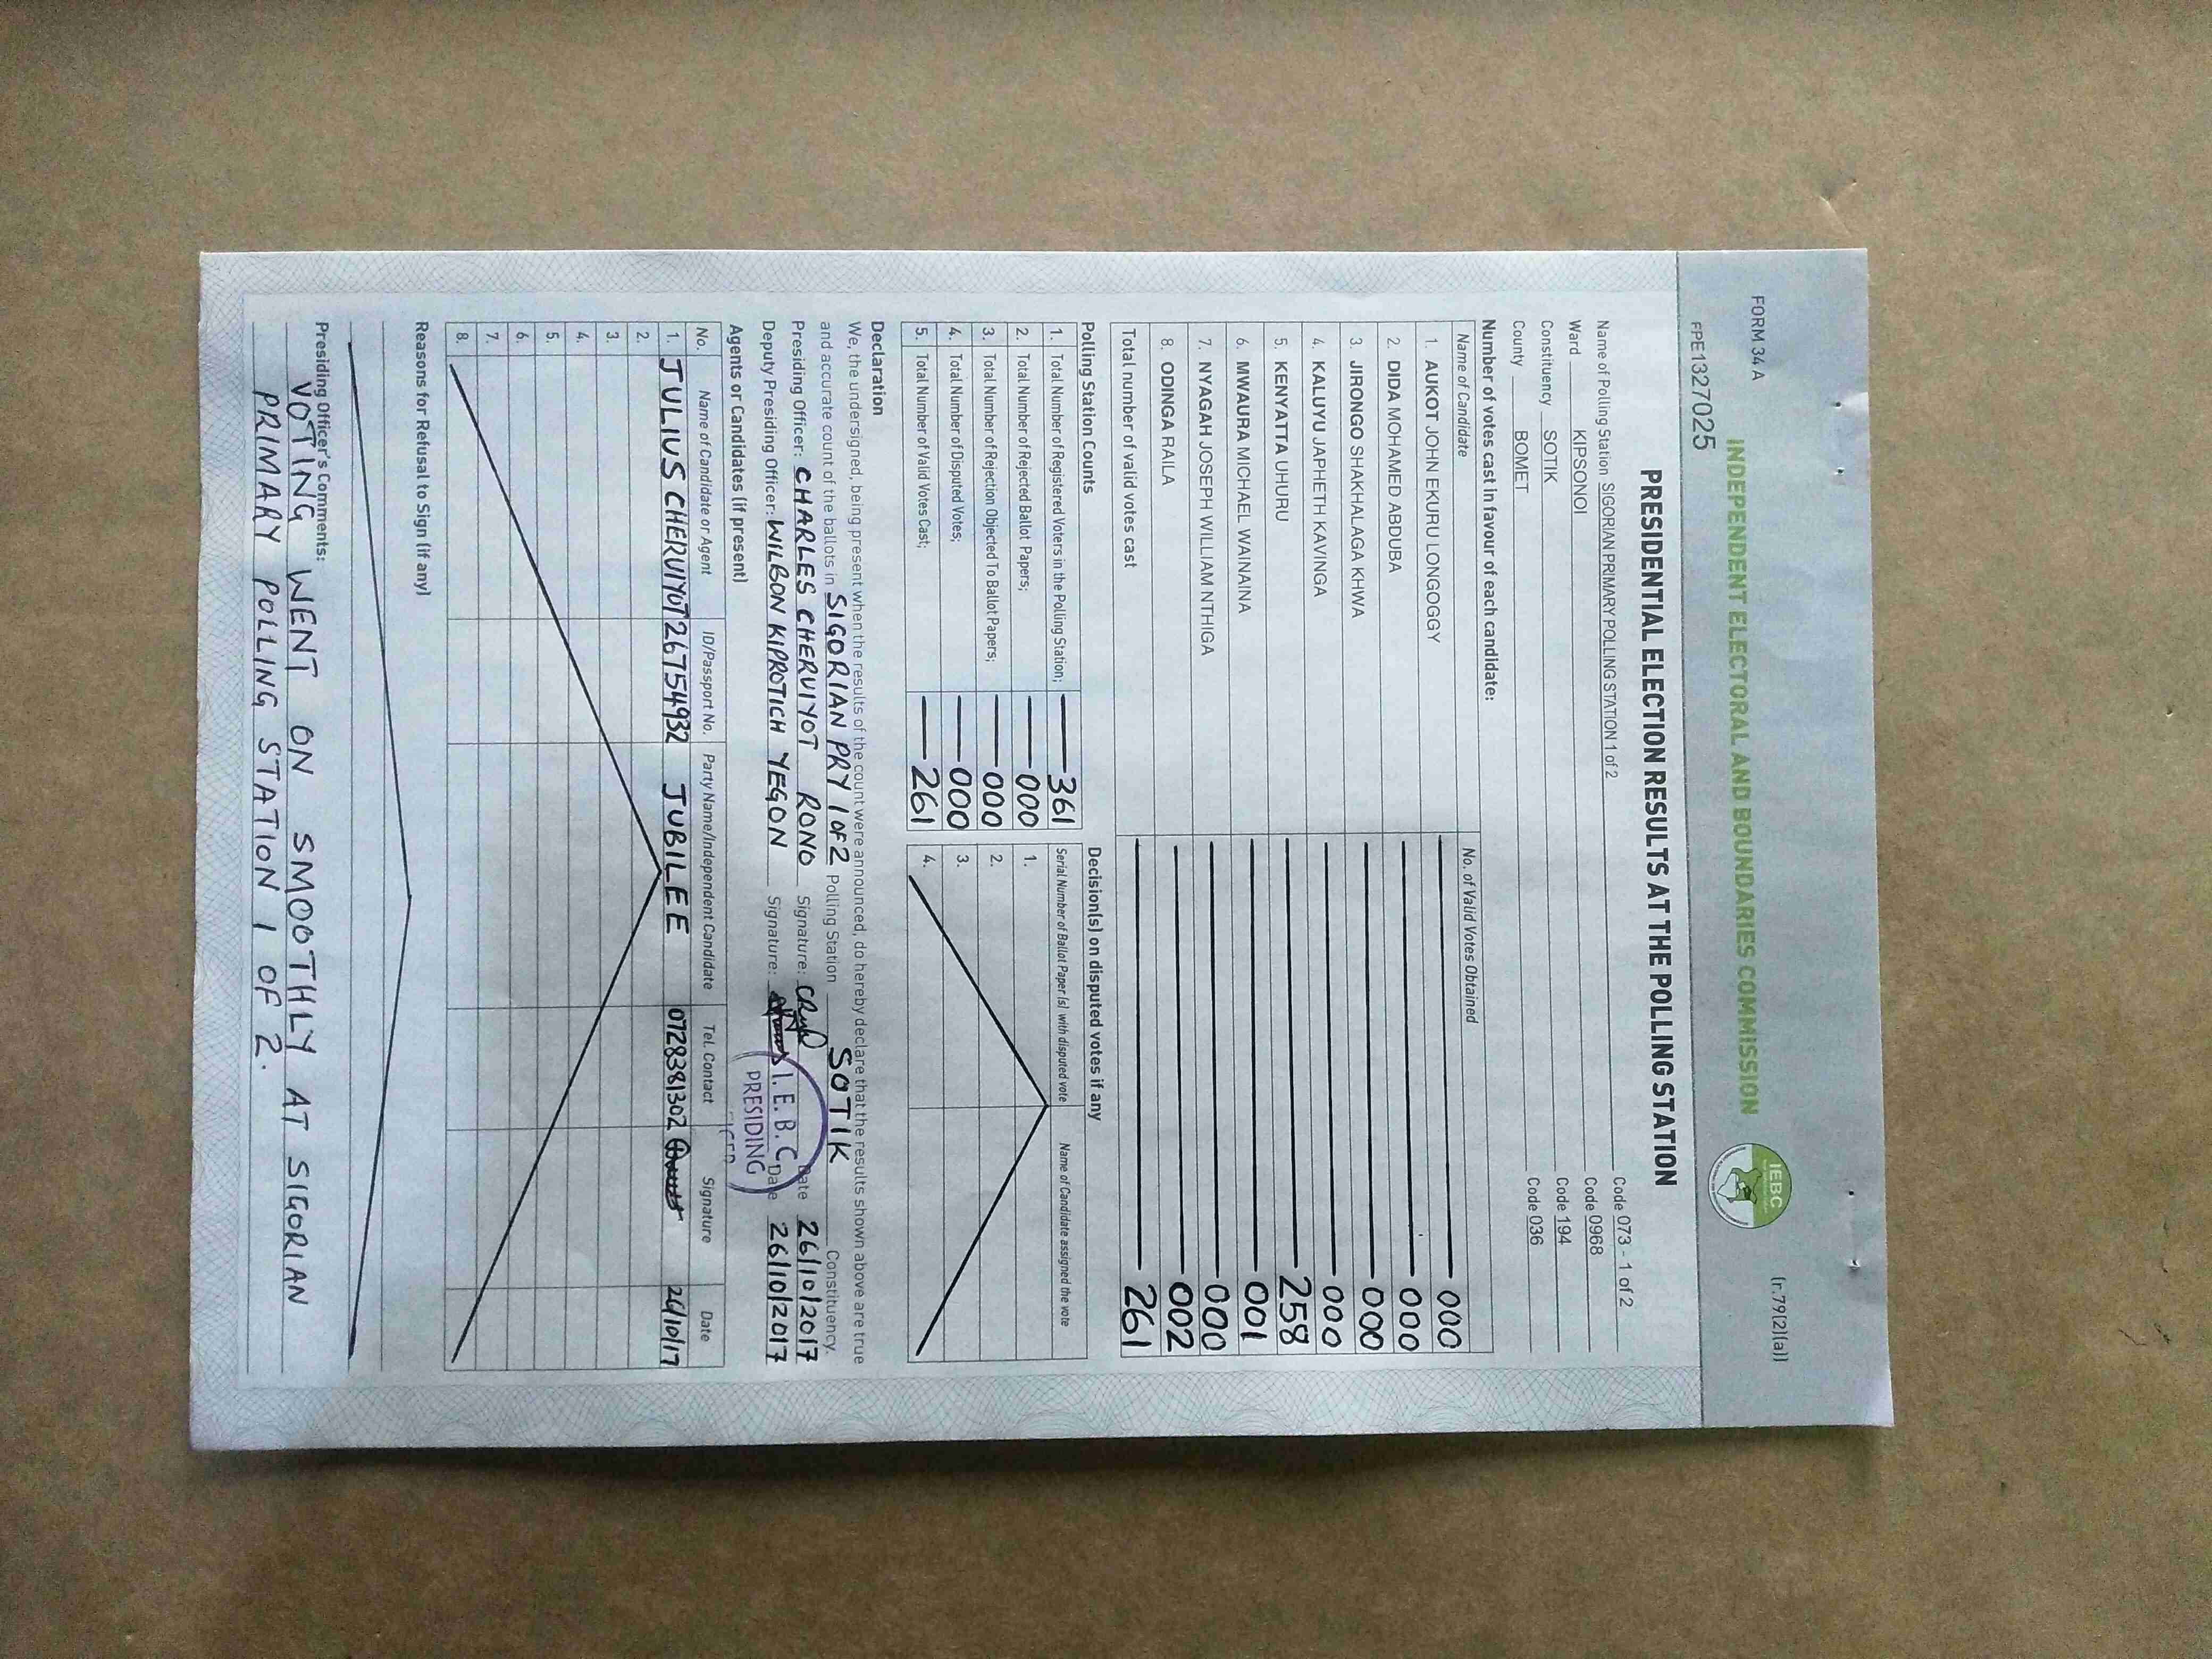 FORM 34 A
(r.79(2)(a))
INDEPENDENT ELECTORAL AND BOUNDARIES COMMISSION
IEBC
FPE1327025
PRESIDENTIAL ELECTION RESULTS AT THE POLLING STATION
Name of Polling Station SIGORIAN PRIMARY POLLING STATION 1 of 2 Code 073 - 1 of 2
Ward KIPSONOI Code 0968
Constituency SOTIK Code 194
County BOMET Code 036
Number of votes cast in favour of each candidate:
Name of Candidate No. of Valid Votes Obtained
1. AUKOT JOHN EKURU LONGOGGY 000
2. DIDA MOHAMED ABDUBA 000
3. JIRONGO SHAKHALAGA KHWA 000
4. KALUYU JAPHETH KAVINGA 000
5. KENYATTA UHURU 258
6. MWAURA MICHAEL WAINAINA 001
7. NYAGAH JOSEPH WILLIAM NTHIGA 000
8. ODINGA RAILA 002
Total number of valid votes cast 261
Polling Station Counts
1. Total Number of Registered Voters in the Polling Station; 361
2. Total Number of Rejected Ballot Papers; 000
3. Total Number of Rejection Objected To Ballot Papers; 000
4. Total Number of Disputed Votes; 000
5. Total Number of Valid Votes Cast; 261
Decision(s) on disputed votes if any
Serial Number of Ballot Paper (s) with disputed vote Name of Candidate assigned the vote
1.
2.
3.
4.
Declaration
We, the undersigned, being present when the results of the count were announced, do hereby declare that the results shown above are true
and accurate count of the ballots in SIGORIAN PRY 1 OF 2 Polling Station SOTIK Constituency.
Presiding Officer: CHARLES CHERUIYOT RONO Signature: Date 26/10/2017
Deputy Presiding Officer: WILBON KIPROTICH YEGON Signature: Date 26/10/2017
I. E. B. C
PRESIDING
Agents or Candidates (if present)
No. Name of Candidate or Agent ID/Passport No. Party Name/Independent Candidate Tel. Contact Signature Date
1. JULIUS CHERUIYOT 26754932 JUBILEE 0728381302 26/10/17
2.
3.
4.
5.
6.
7.
8.
Reasons for Refusal to Sign (if any)
Presiding Officer's Comments:
VOTING WENT ON SMOOTHLY AT SIGORIAN
PRIMARY POLLING STATION 1 OF 2.